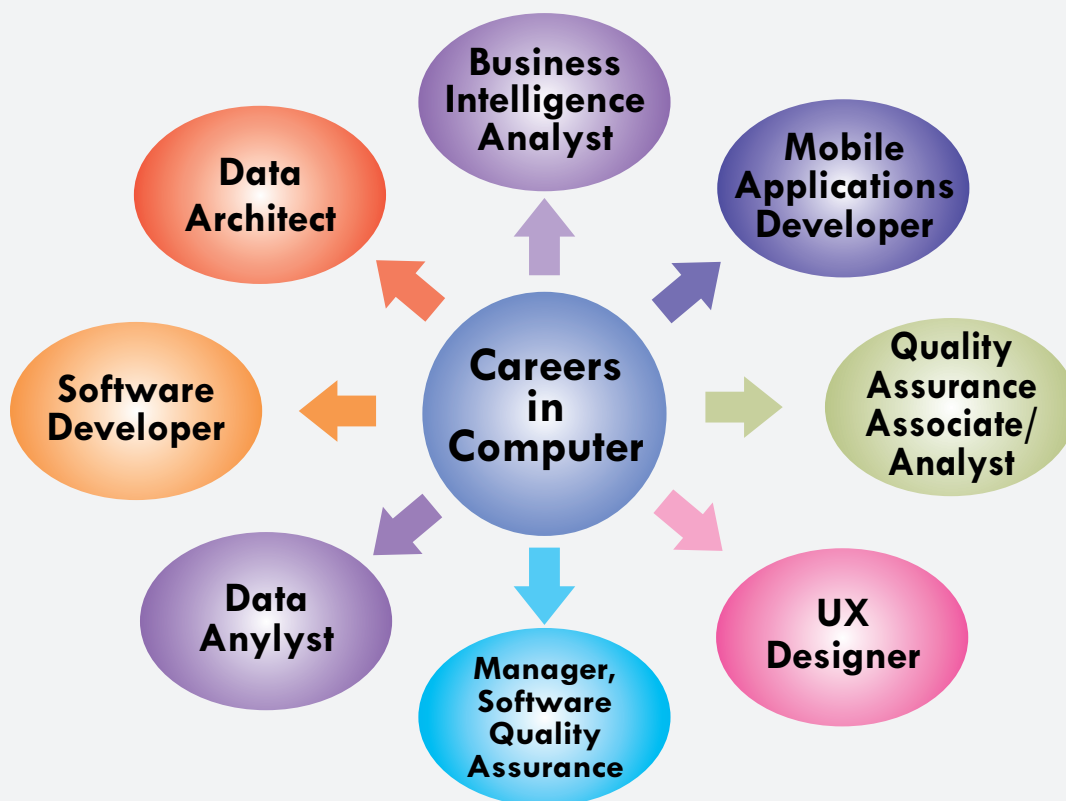 Business
Intelligence
Analyst
Mobile
Applications
Developer
Data
Architect
Careers
in
Computer
Quality
Assurance
Associate/
Analyst
Software
Developer
Data
Anylyst
UX
Designer
Manager,
Software
Quality
Assurance